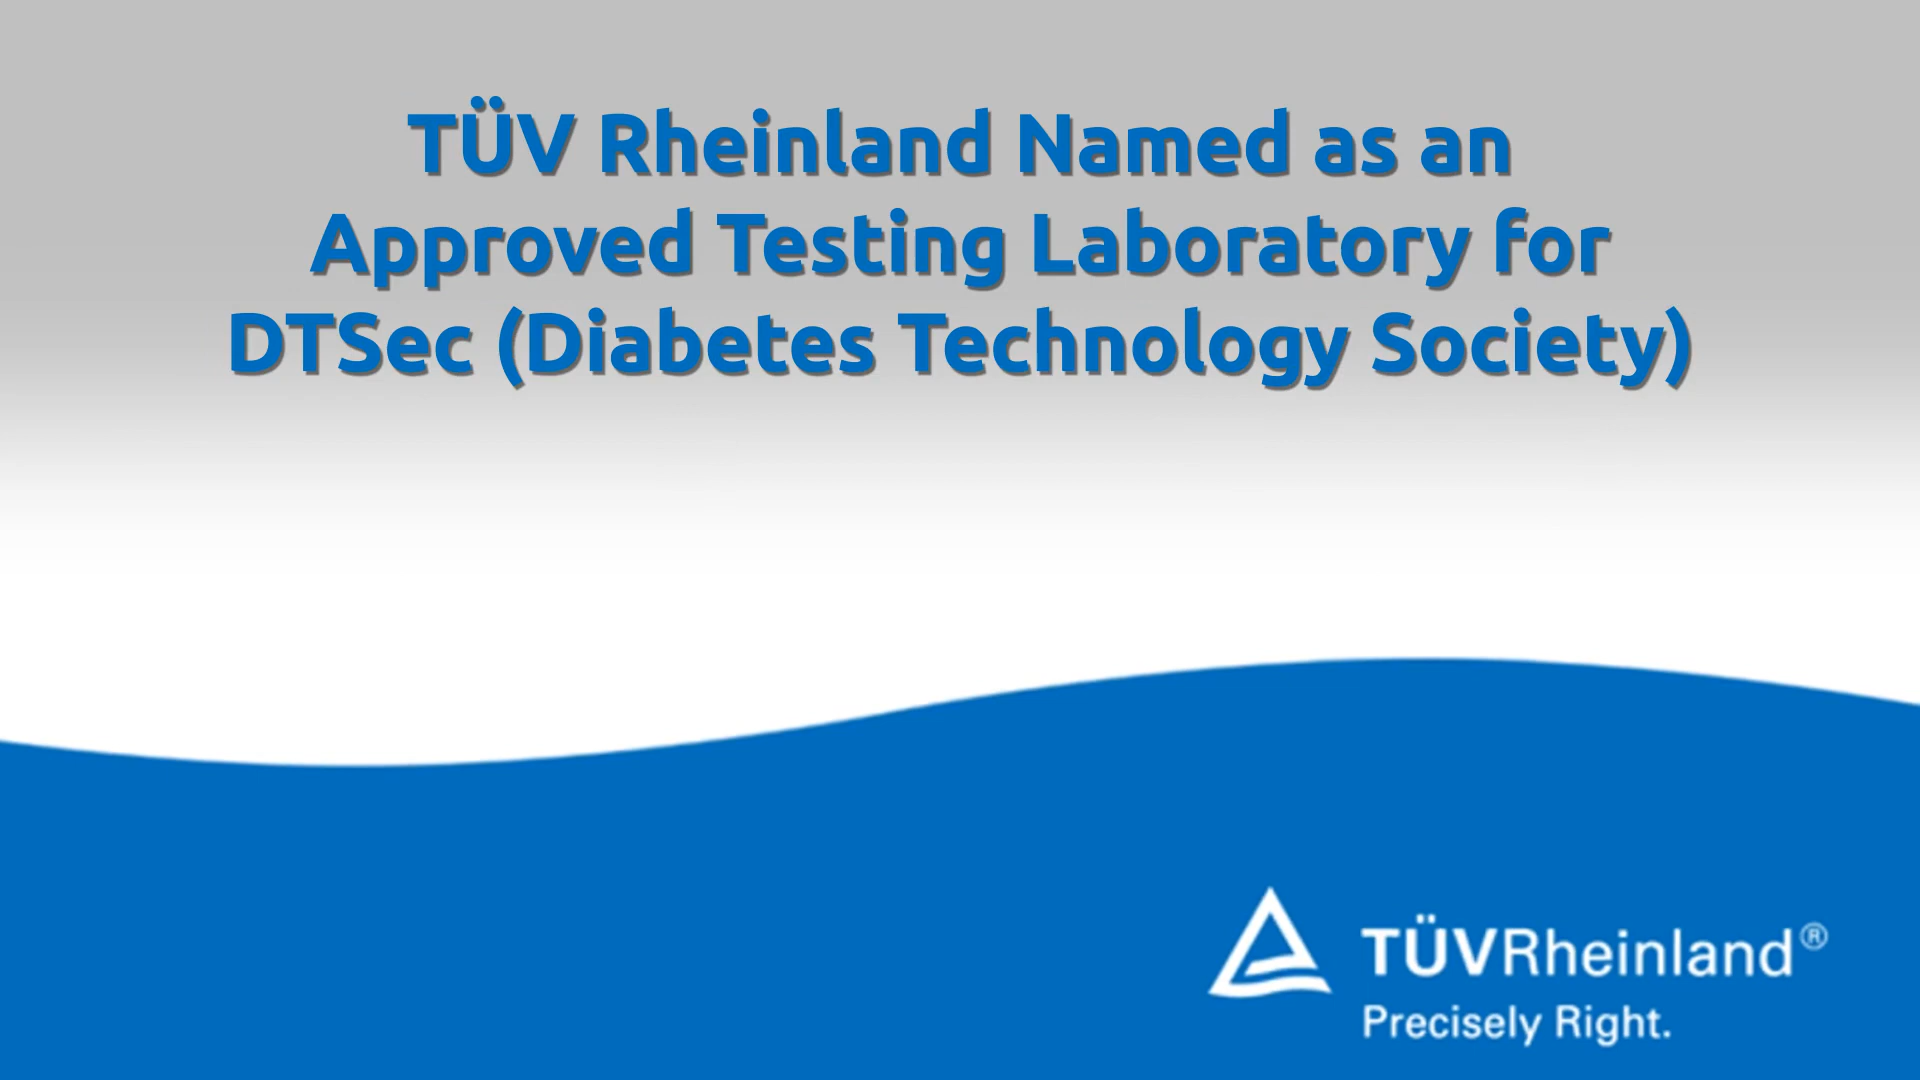 TÜV Rheinland Named as an
Approved Testing Laboratory for
DTSec (Diabetes Technology Society)
TÜVRheinland®
Precisely Right.